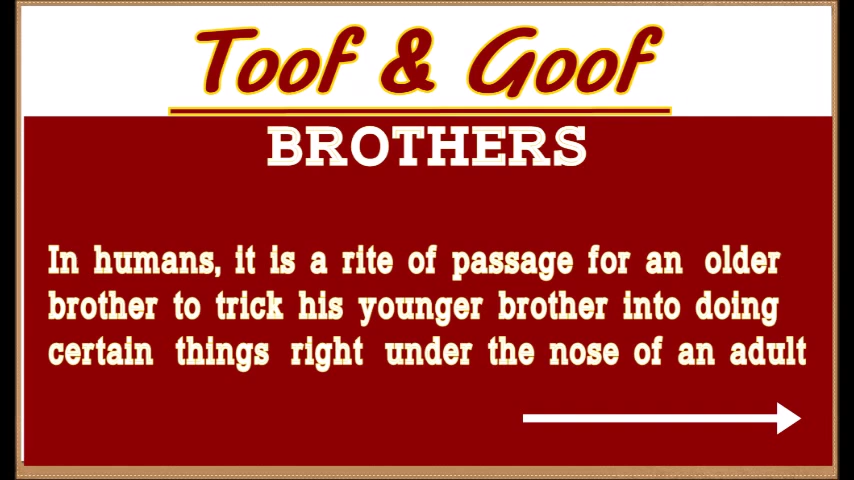 Toof & Goof
BROTHERS
In humans, it is a rite of passage for an older
brother to trick his younger brother into doing
certain things right under the nose of an adult